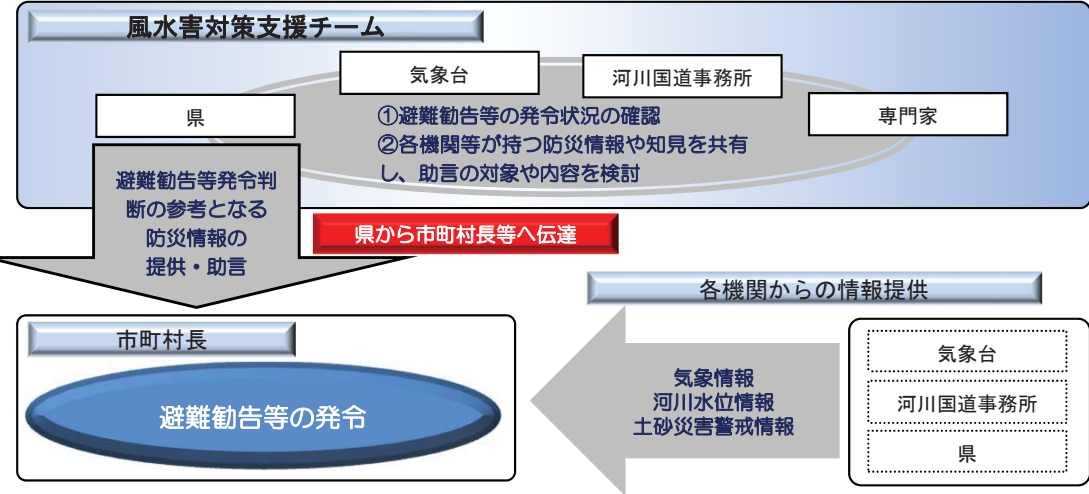 風水害対策支援チーム
気象台
河川国道事務所
県
専門家
①避難勧告等の発令状況の確認
②各機関等が持つ防災情報や知見を共有
し、助言の対象や内容を検討
避難勧告等発令判
断の参考となる
防災情報の
提供・助言
県から市町村長等へ伝達
各機関からの情報提供
市町村長
避難勧告等の発令
気象情報
河川水位情報
土砂災害警戒情報
気象台
河川国道事務所
県